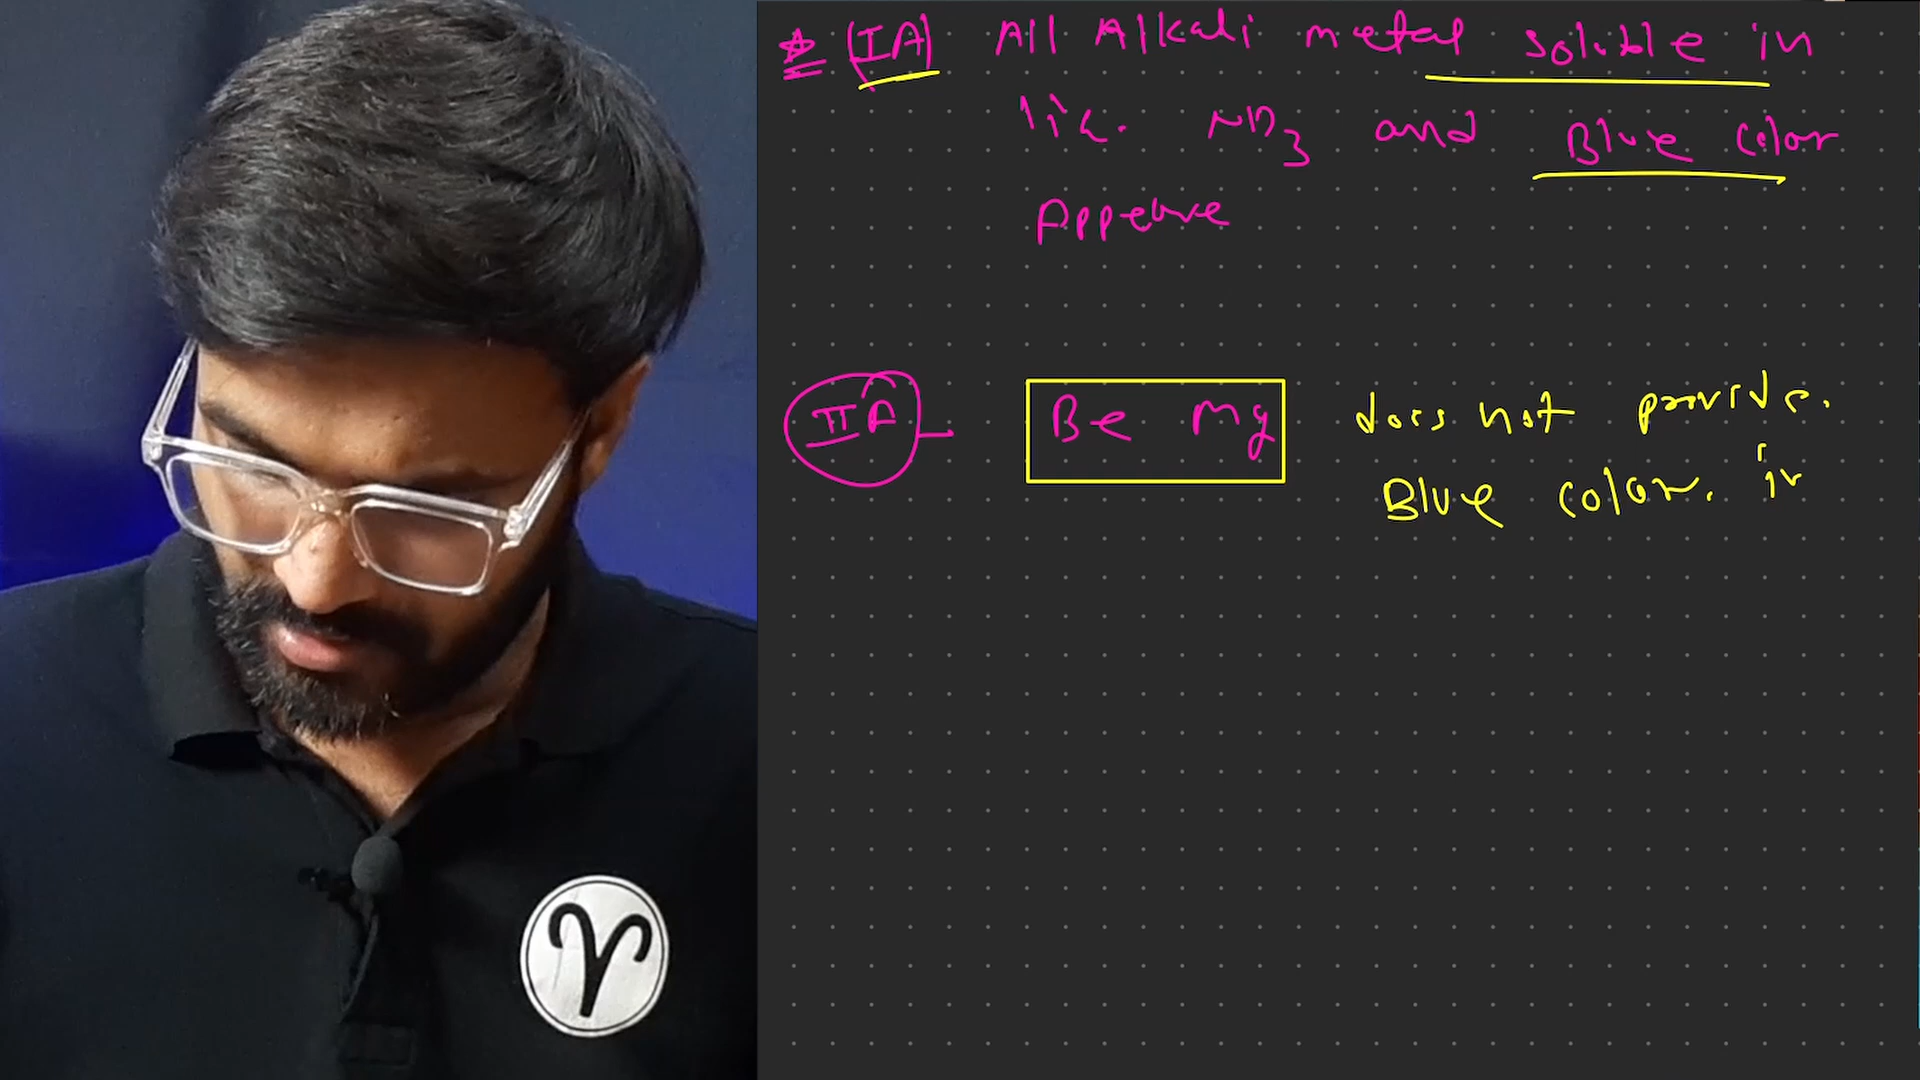 * (IA) All Alkali metal soluble in
liq. NH3 and Blue color
Appeare
IIA - Be Mg does not provide.
Blue color. in